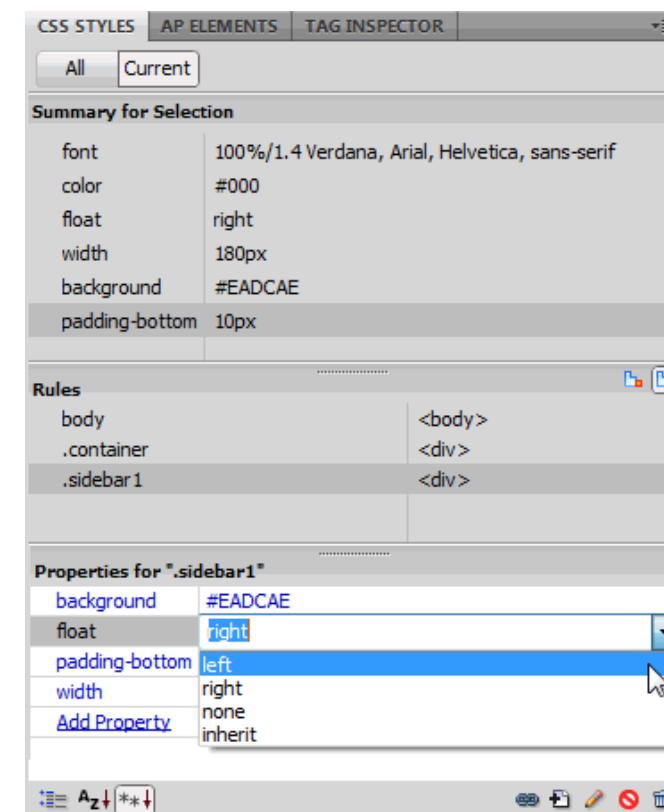 CSS STYLES AP ELEMENTS TAG INSPECTOR
All Current
Summary for Selection
font 100%/1.4 Verdana, Arial, Helvetica, sans-serif
color #000
float right
width 180px
background #EADCAE
padding-bottom 10px
Rules
body <body>
.container <div>
.sidebar1 <div>
Properties for ".sidebar1"
background #EADCAE
float right
padding-bottom left
width right
none
Add Property
inherit
Az↓ **↓